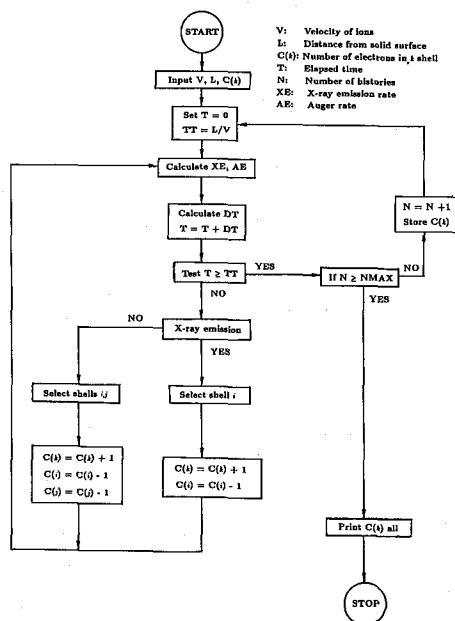 START
V: Velocity of ions
L: Distance from solid surface
C(k): Number of electrons in k shell
T: Elapsed time
N: Number of histories
XE: X-ray emission rate
AE: Auger rate
Input V, L, C(k)
Set T = 0
TT = L/V
Calculate XE, AE
Calculate DT
T = T + DT
N = N +1
Store C(k)
Test T ≥ TT
YES
If N ≥ NMAX
NO
NO
YES
X-ray emission
NO
YES
Select shells i,j
Select shell i
C(k) = C(k) + 1
C(i) = C(i) - 1
C(j) = C(j) - 1
C(k) = C(k) + 1
C(i) = C(i) - 1
Print C(k) all
STOP